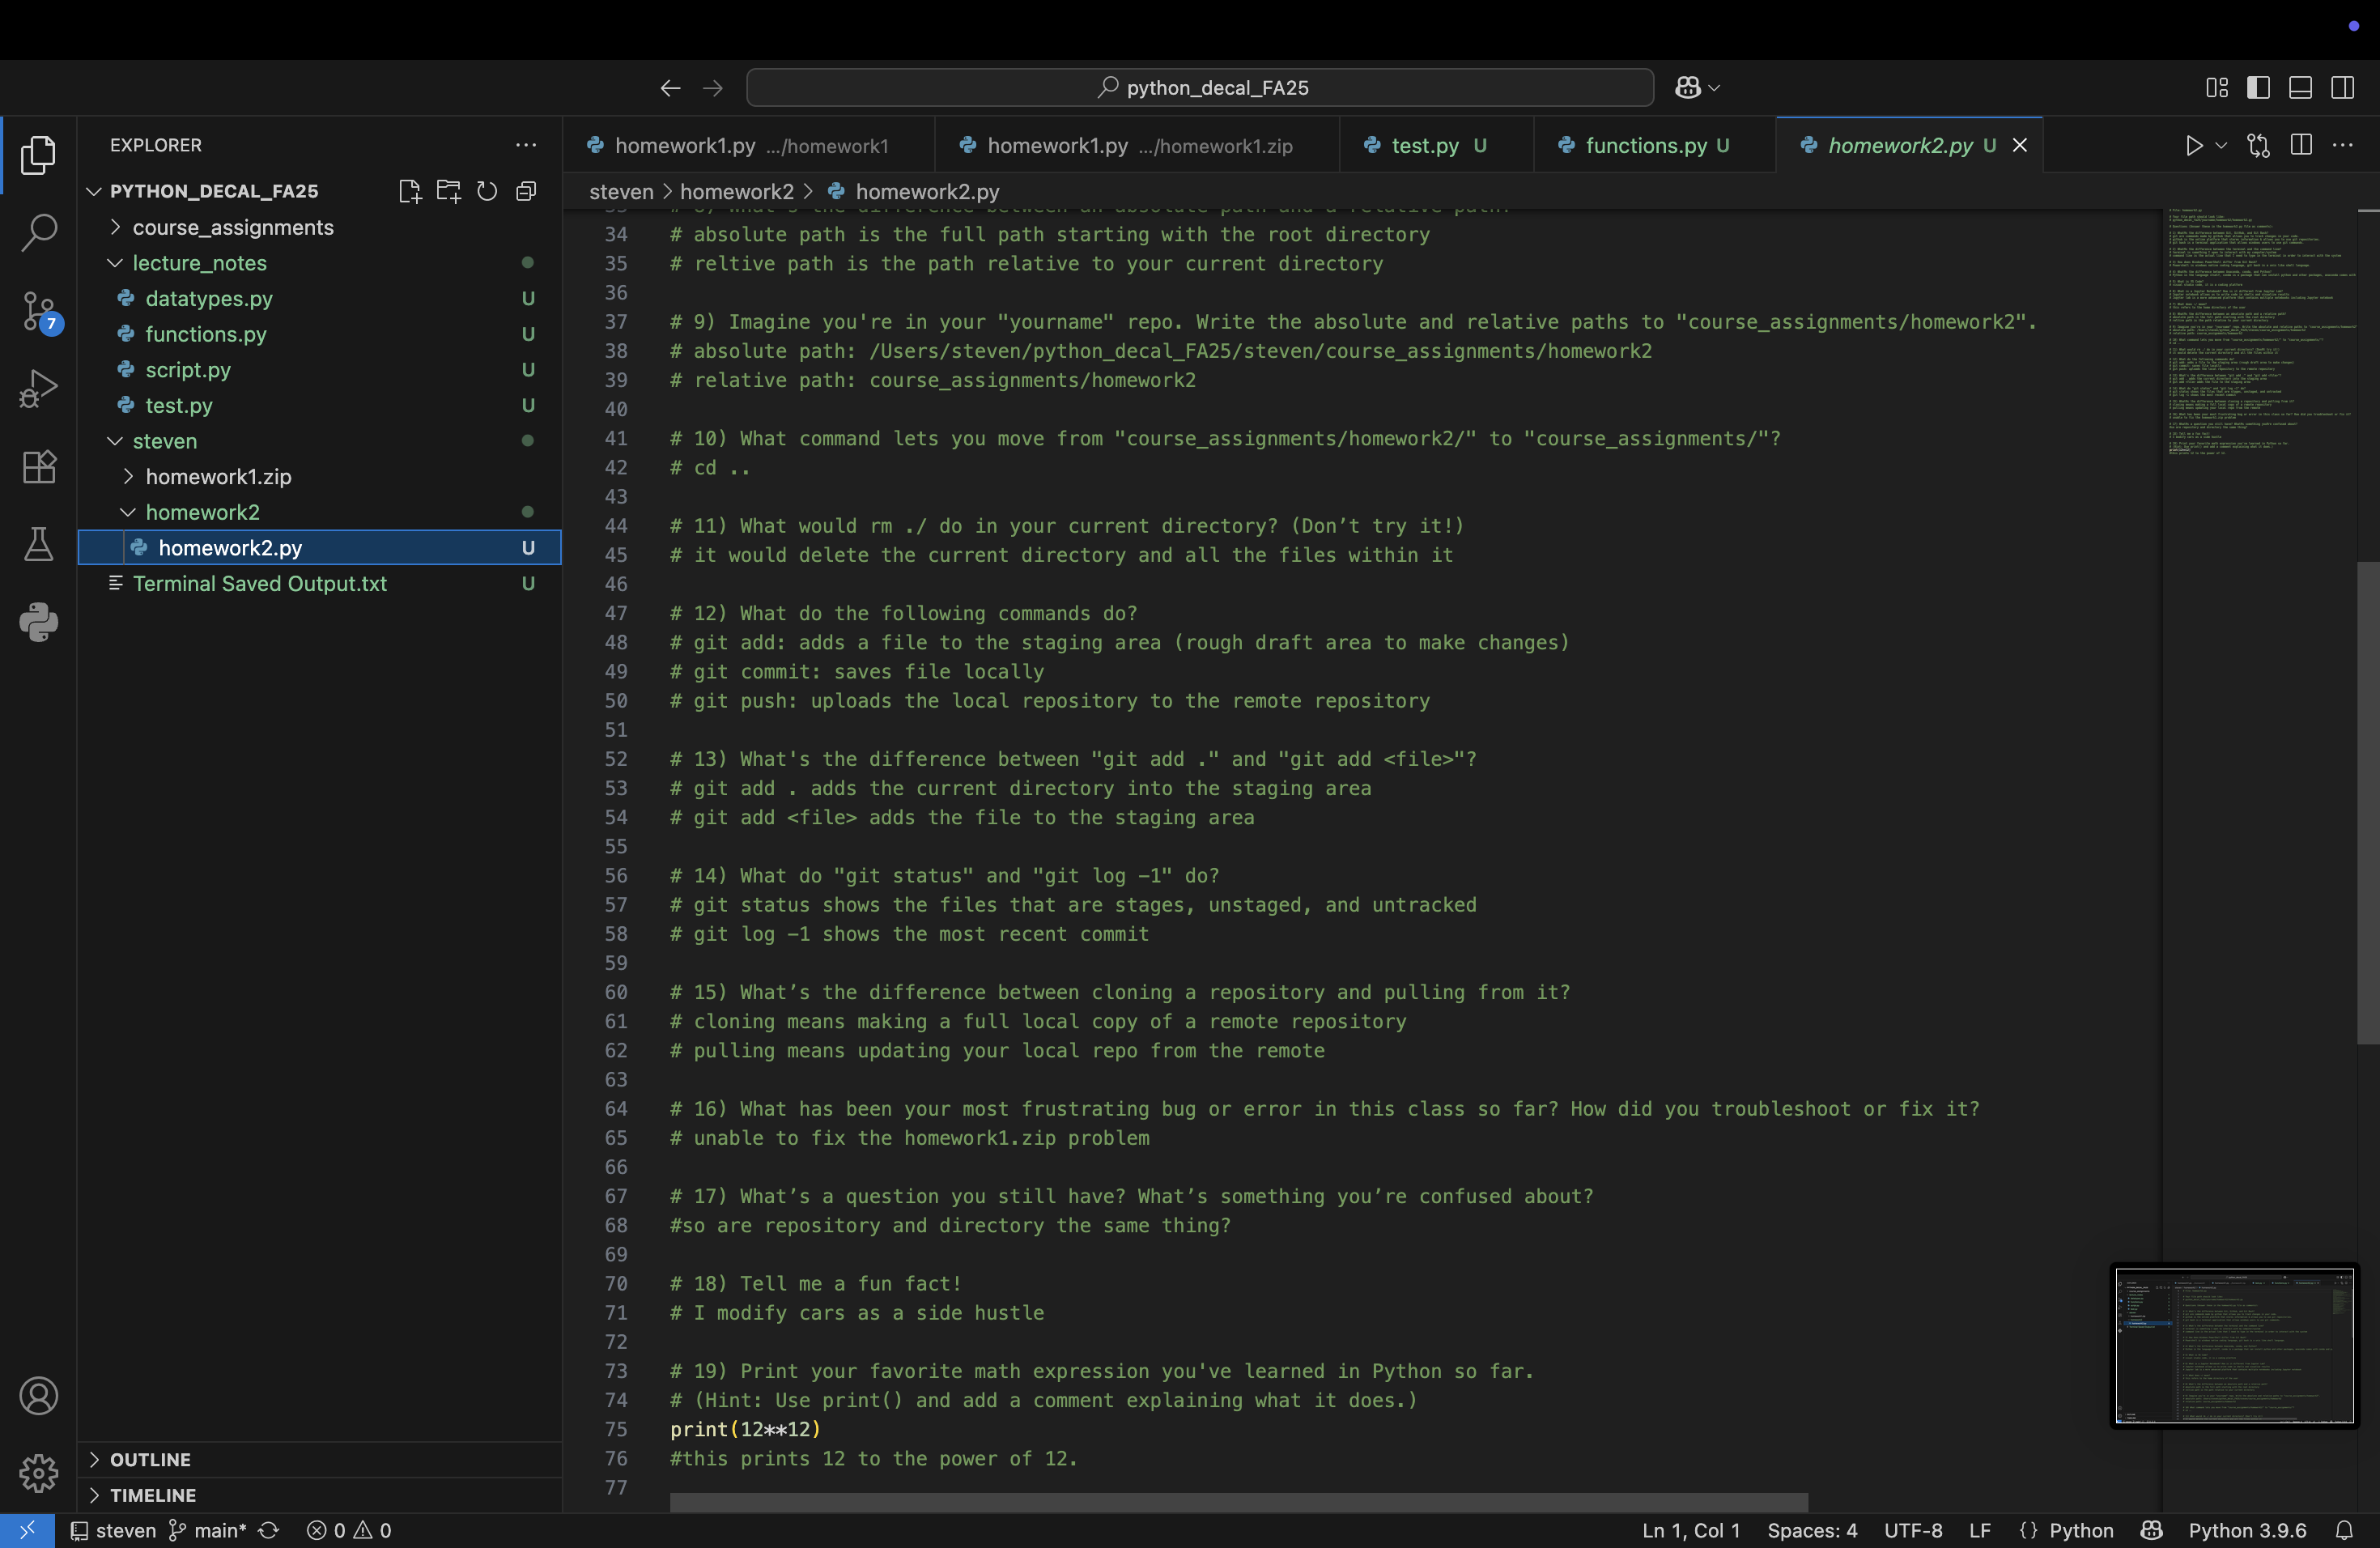 python_decal_FA25
EXPLORER
homework1.py .../homework1
homework1.py .../homework1.zip
test.py U
functions.py U
homework2.py U
PYTHON_DECAL_FA25
steven > homework2 > homework2.py
course_assignments
lecture_notes
datatypes.py U
functions.py U
script.py U
test.py U
steven
homework1.zip
homework2
homework2.py U
Terminal Saved Output.txt U
7
34 # absolute path is the full path starting with the root directory
35 # reltive path is the path relative to your current directory
36
37 # 9) Imagine you're in your "yourname" repo. Write the absolute and relative paths to "course_assignments/homework2".
38 # absolute path: /Users/steven/python_decal_FA25/steven/course_assignments/homework2
39 # relative path: course_assignments/homework2
40
41 # 10) What command lets you move from "course_assignments/homework2/" to "course_assignments/"?
42 # cd ..
43
44 # 11) What would rm ./ do in your current directory? (Don’t try it!)
45 # it would delete the current directory and all the files within it
46
47 # 12) What do the following commands do?
48 # git add: adds a file to the staging area (rough draft area to make changes)
49 # git commit: saves file locally
50 # git push: uploads the local repository to the remote repository
51
52 # 13) What's the difference between "git add ." and "git add <file>"?
53 # git add . adds the current directory into the staging area
54 # git add <file> adds the file to the staging area
55
56 # 14) What do "git status" and "git log -1" do?
57 # git status shows the files that are stages, unstaged, and untracked
58 # git log -1 shows the most recent commit
59
60 # 15) What’s the difference between cloning a repository and pulling from it?
61 # cloning means making a full local copy of a remote repository
62 # pulling means updating your local repo from the remote
63
64 # 16) What has been your most frustrating bug or error in this class so far? How did you troubleshoot or fix it?
65 # unable to fix the homework1.zip problem
66
67 # 17) What’s a question you still have? What’s something you’re confused about?
68 #so are repository and directory the same thing?
69
70 # 18) Tell me a fun fact!
71 # I modify cars as a side hustle
72
73 # 19) Print your favorite math expression you've learned in Python so far.
74 # (Hint: Use print() and add a comment explaining what it does.)
75 print(12**12)
76 #this prints 12 to the power of 12.
77
OUTLINE
TIMELINE
steven main* 0 0
Ln 1, Col 1 Spaces: 4 UTF-8 LF {} Python Python 3.9.6